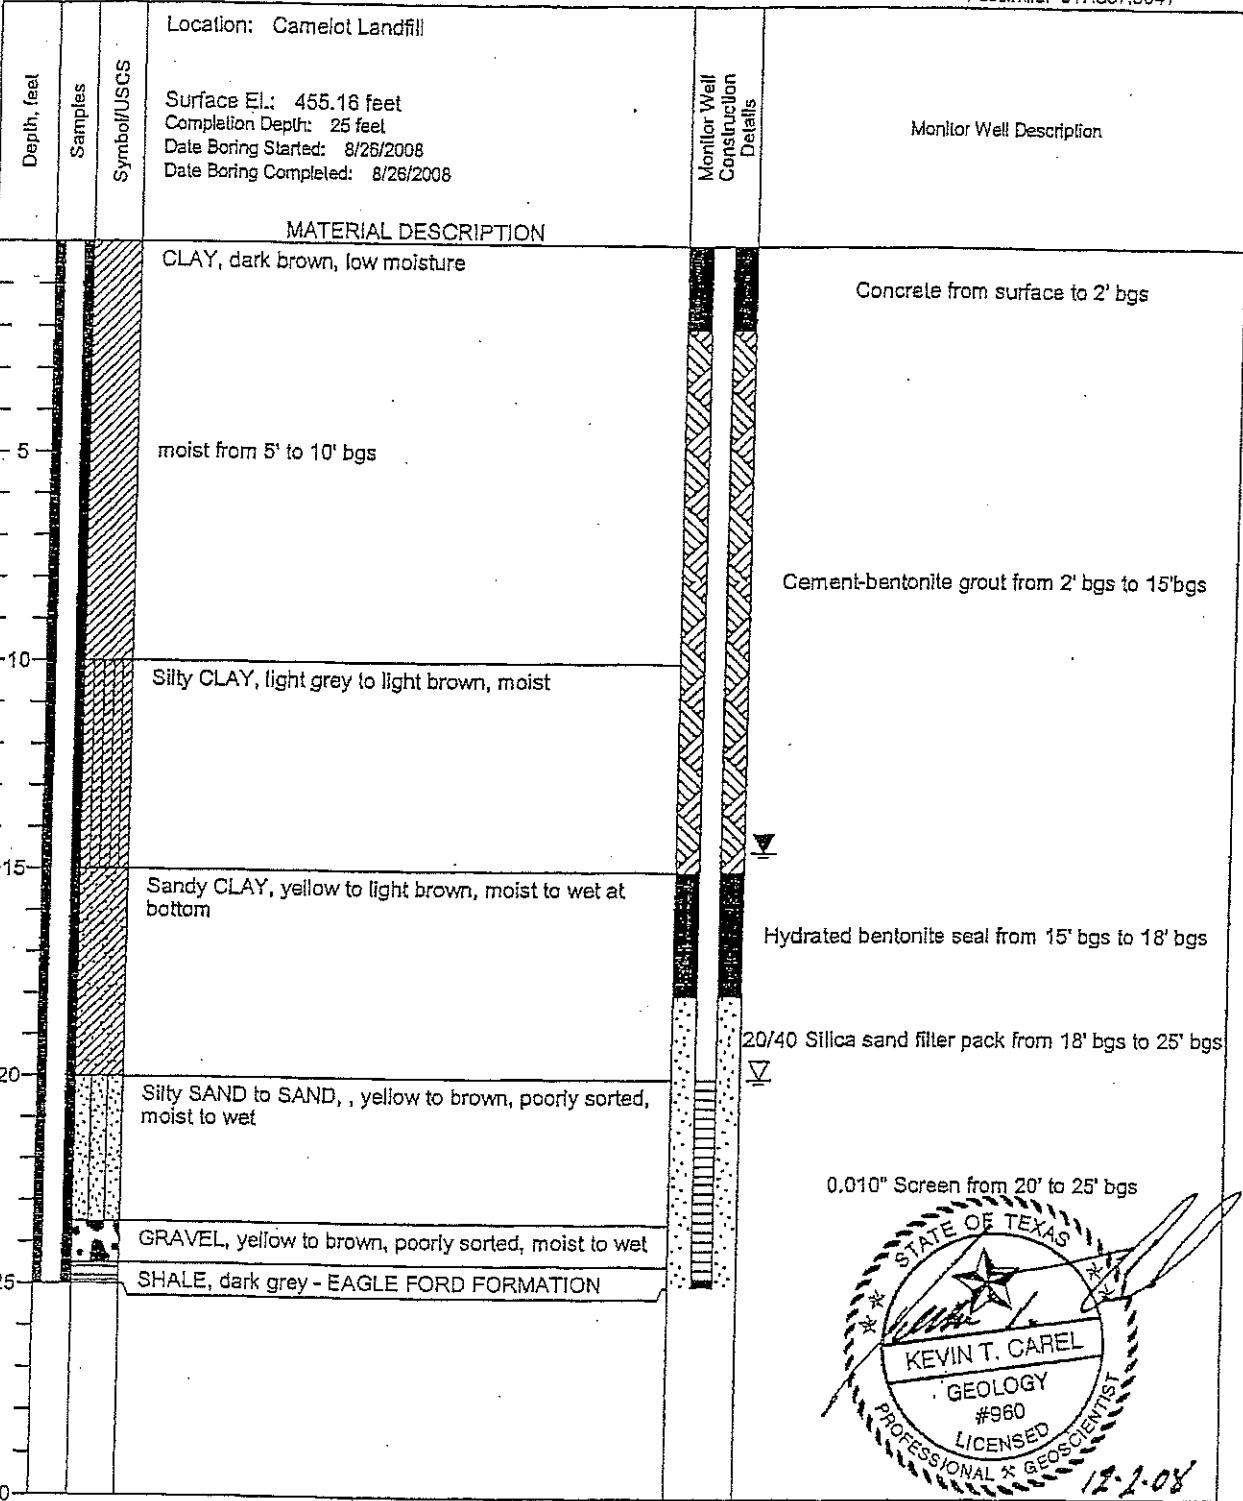 Location: Camelot Landfill
Depth, feet
Samples
Symbol/USCS
Surface El.: 455.16 feet
Completion Depth: 25 feet
Date Boring Started: 8/26/2008
Date Boring Completed: 8/26/2008
MATERIAL DESCRIPTION
Monitor Well
Construction
Details
Monitor Well Description
CLAY, dark brown, low moisture
Concrete from surface to 2' bgs
5
moist from 5' to 10' bgs
Cement-bentonite grout from 2' bgs to 15'bgs
10
Silty CLAY, light grey to light brown, moist
15
Sandy CLAY, yellow to light brown, moist to wet at
bottom
Hydrated bentonite seal from 15' bgs to 18' bgs
20/40 Silica sand filter pack from 18' bgs to 25' bgs
20
Silty SAND to SAND, , yellow to brown, poorly sorted,
moist to wet
0.010" Screen from 20' to 25' bgs
GRAVEL, yellow to brown, poorly sorted, moist to wet
25
SHALE, dark grey - EAGLE FORD FORMATION
STATE OF TEXAS
KEVIN T. CAREL
GEOLOGY
#960
LICENSED
PROFESSIONAL GEOSCIENTIST
12-2-08